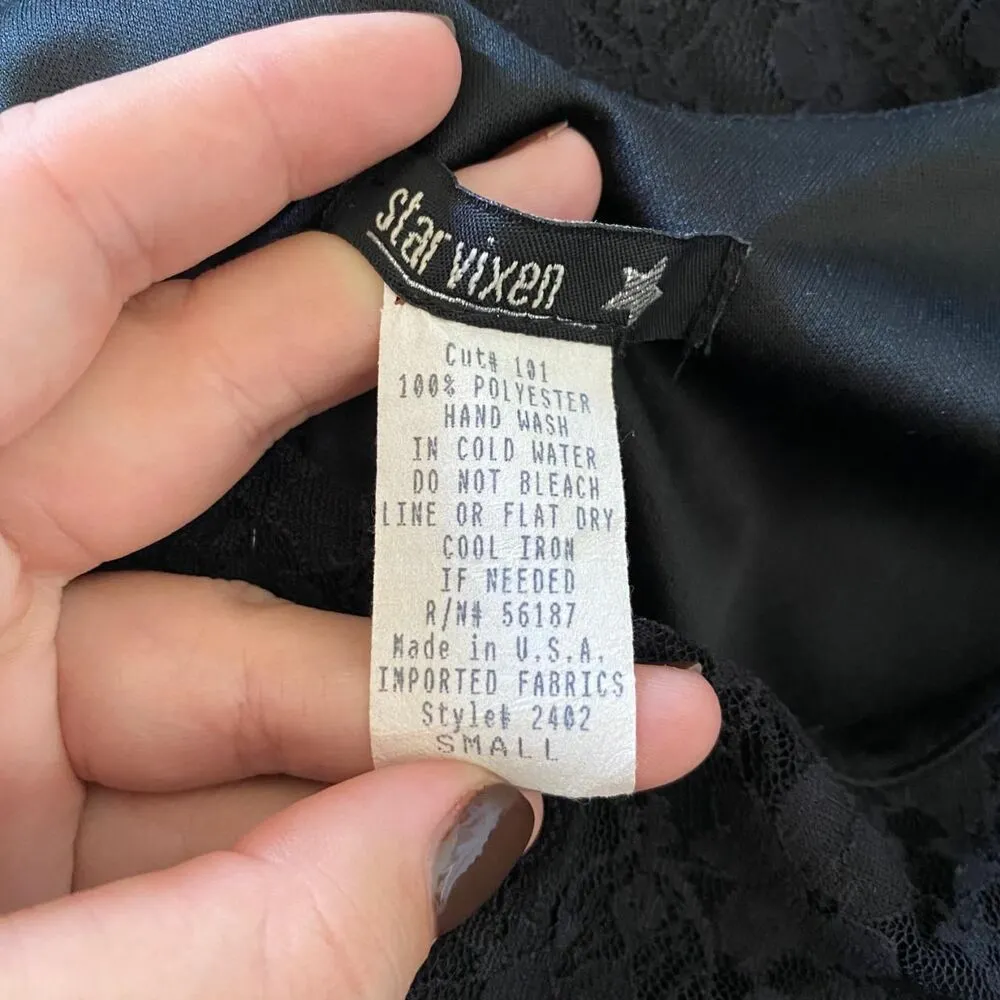 star vixen
Cut# 101
100% POLYESTER
HAND WASH
IN COLD WATER
DO NOT BLEACH
LINE OR FLAT DRY
COOL IRON
IF NEEDED
R/N# 56187
Made in U.S.A.
IMPORTED FABRICS
Style# 2402
SMALL